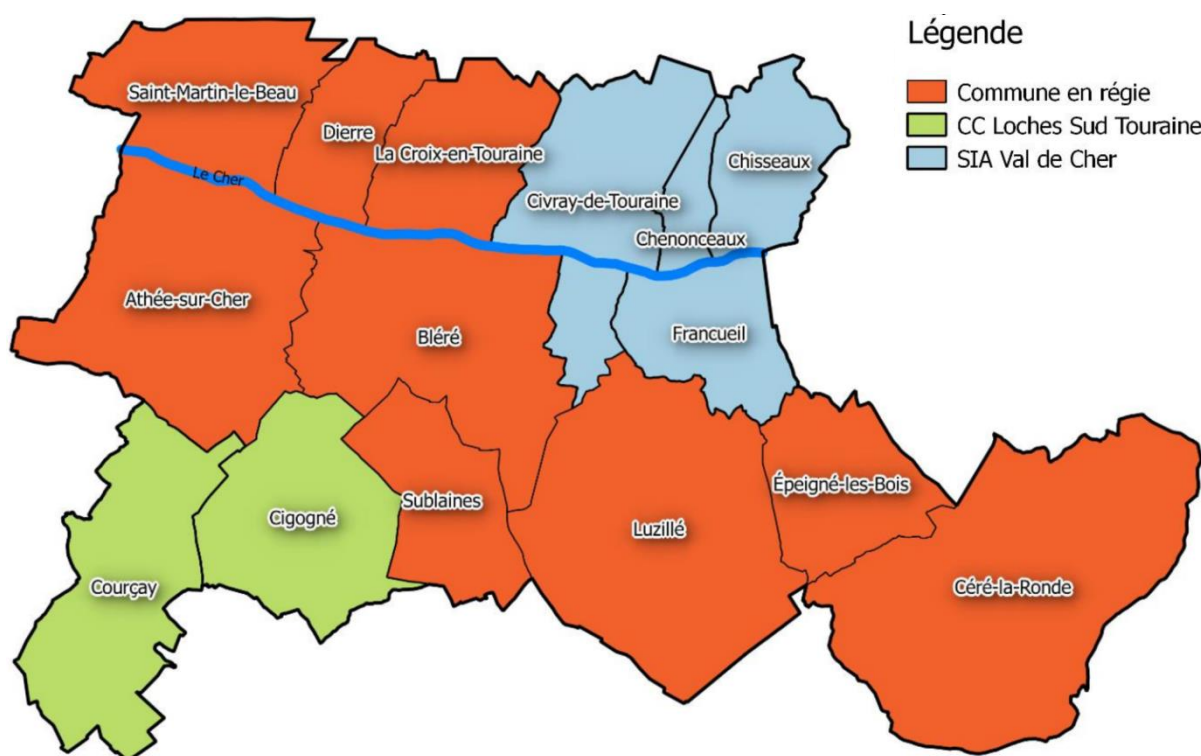 Légende
Commune en régie
CC Loches Sud Touraine
SIA Val de Cher
Saint-Martin-le-Beau
Dierre
La Croix-en-Touraine
Chisseaux
Le Cher
Civray-de-Touraine
Chenonceaux
Athée-sur-Cher
Bléré
Francueil
Épeigné-les-Bois
Sublaines
Cigogné
Luzillé
Courçay
Céré-la-Ronde